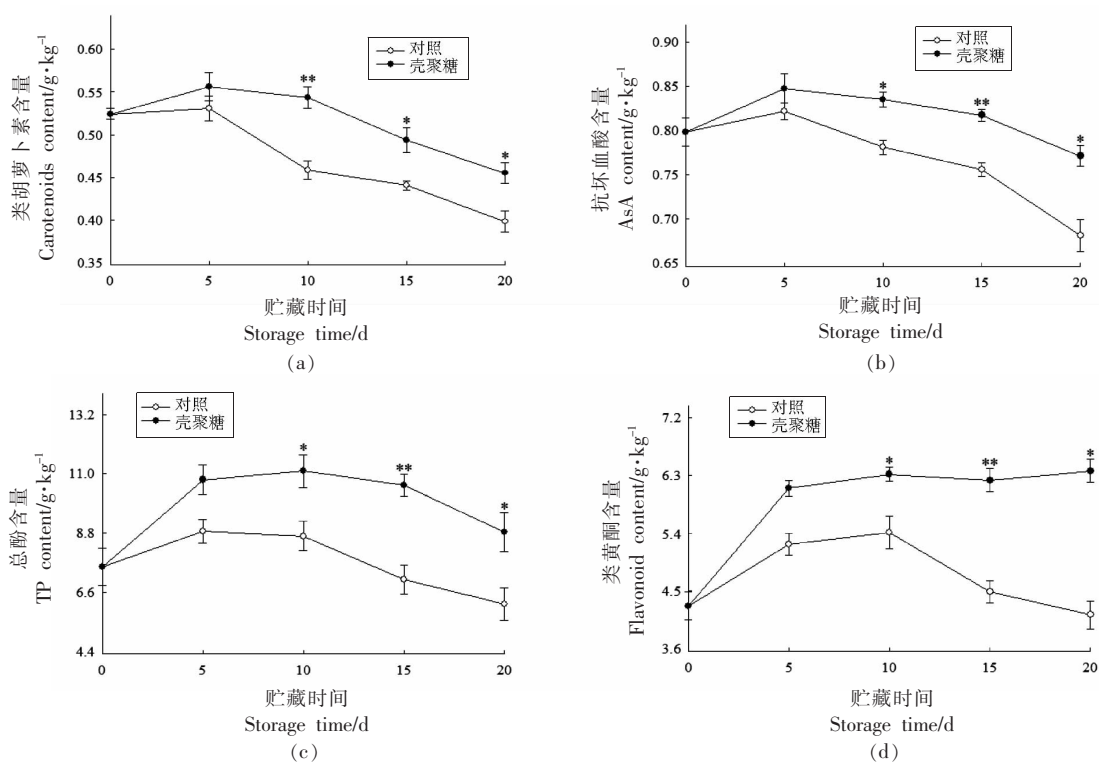 类胡萝卜素含量
Carotenoids content/g·kg⁻¹
0.60
0.55
0.50
0.45
0.40
0.35
对照
壳聚糖
**
*
*
0
5
10
15
20
贮藏时间
Storage time/d
(a)
抗坏血酸含量
AsA content/g·kg⁻¹
0.90
0.85
0.80
0.75
0.70
0.65
对照
壳聚糖
*
**
*
0
5
10
15
20
贮藏时间
Storage time/d
(b)
总酚含量
TP content/g·kg⁻¹
13.2
11.0
8.8
6.6
4.4
对照
壳聚糖
*
**
*
0
5
10
15
20
贮藏时间
Storage time/d
(c)
类黄酮含量
Flavonoid content/g·kg⁻¹
7.2
6.3
5.4
4.5
3.6
对照
壳聚糖
*
**
*
0
5
10
15
20
贮藏时间
Storage time/d
(d)